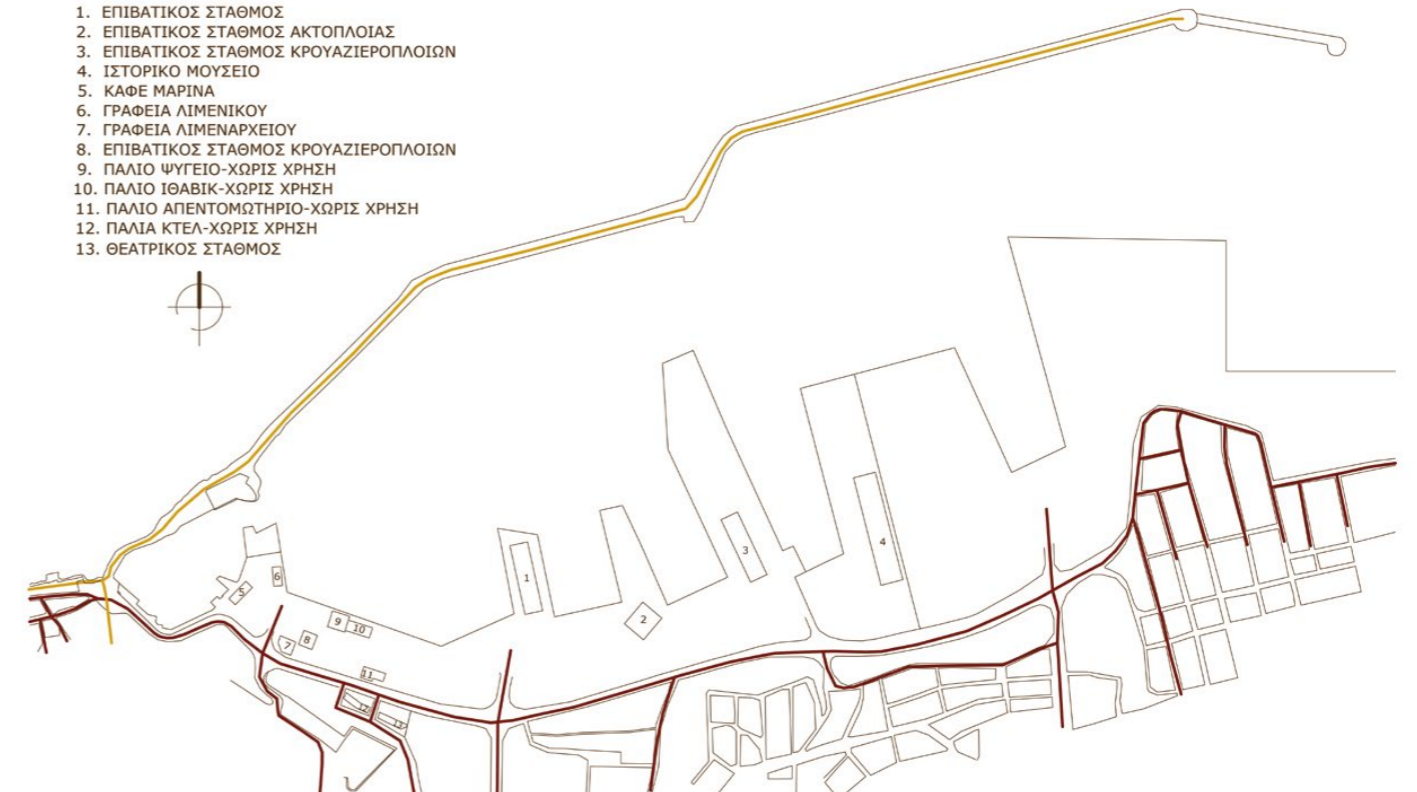 1. ΕΠΙΒΑΤΙΚΟΣ ΣΤΑΘΜΟΣ
2. ΕΠΙΒΑΤΙΚΟΣ ΣΤΑΘΜΟΣ ΑΚΤΟΠΛΟΙΑΣ
3. ΕΠΙΒΑΤΙΚΟΣ ΣΤΑΘΜΟΣ ΚΡΟΥΑΖΙΕΡΟΠΛΟΙΩΝ
4. ΙΣΤΟΡΙΚΟ ΜΟΥΣΕΙΟ
5. ΚΑΦΕ ΜΑΡΙΝΑ
6. ΓΡΑΦΕΙΑ ΛΙΜΕΝΙΚΟΥ
7. ΓΡΑΦΕΙΑ ΛΙΜΕΝΑΡΧΕΙΟΥ
8. ΕΠΙΒΑΤΙΚΟΣ ΣΤΑΘΜΟΣ ΚΡΟΥΑΖΙΕΡΟΠΛΟΙΩΝ
9. ΠΑΛΙΟ ΨΥΓΕΙΟ-ΧΩΡΙΣ ΧΡΗΣΗ
10. ΠΑΛΙΟ ΙΘΑΒΙΚ-ΧΩΡΙΣ ΧΡΗΣΗ
11. ΠΑΛΙΟ ΑΠΕΝΤΟΜΩΤΗΡΙΟ-ΧΩΡΙΣ ΧΡΗΣΗ
12. ΠΑΛΙΑ ΚΤΕΛ-ΧΩΡΙΣ ΧΡΗΣΗ
13. ΘΕΑΤΡΙΚΟΣ ΣΤΑΘΜΟΣ
4
3
1
6
5
2
9
10
8
7
11
12
13